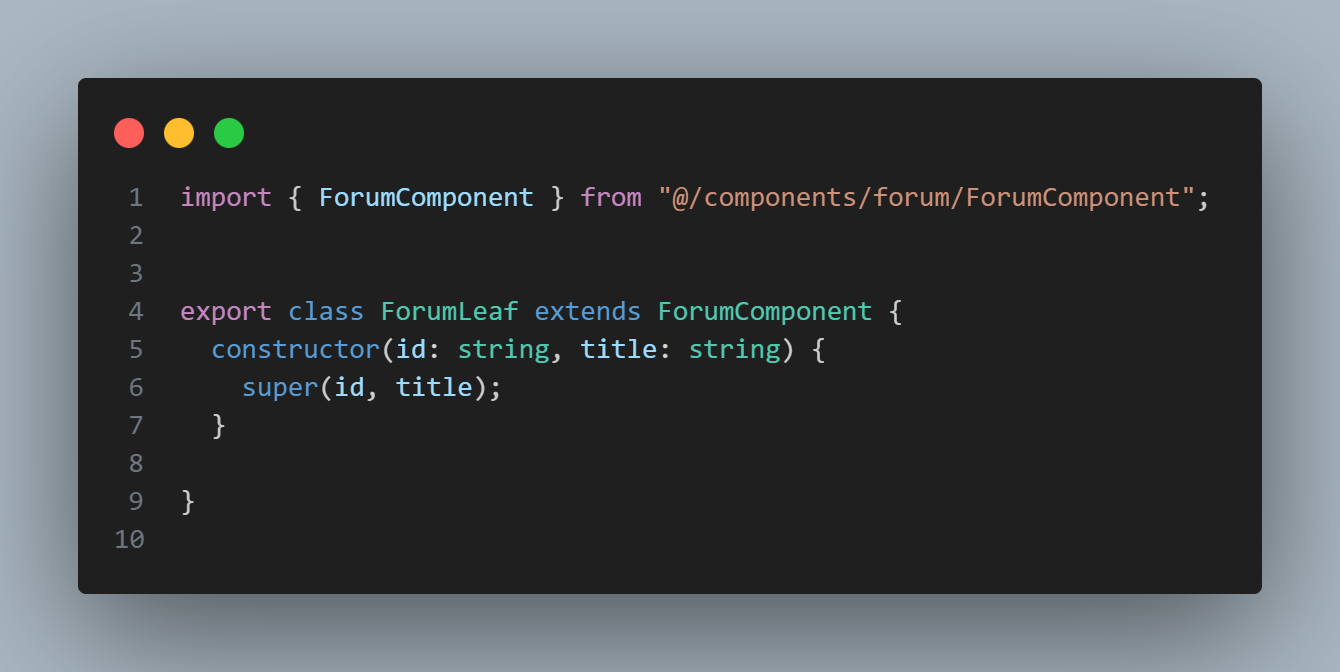 1 import { ForumComponent } from "@/components/forum/ForumComponent";
2
3
4 export class ForumLeaf extends ForumComponent {
5   constructor(id: string, title: string) {
6     super(id, title);
7   }
8
9 }
10